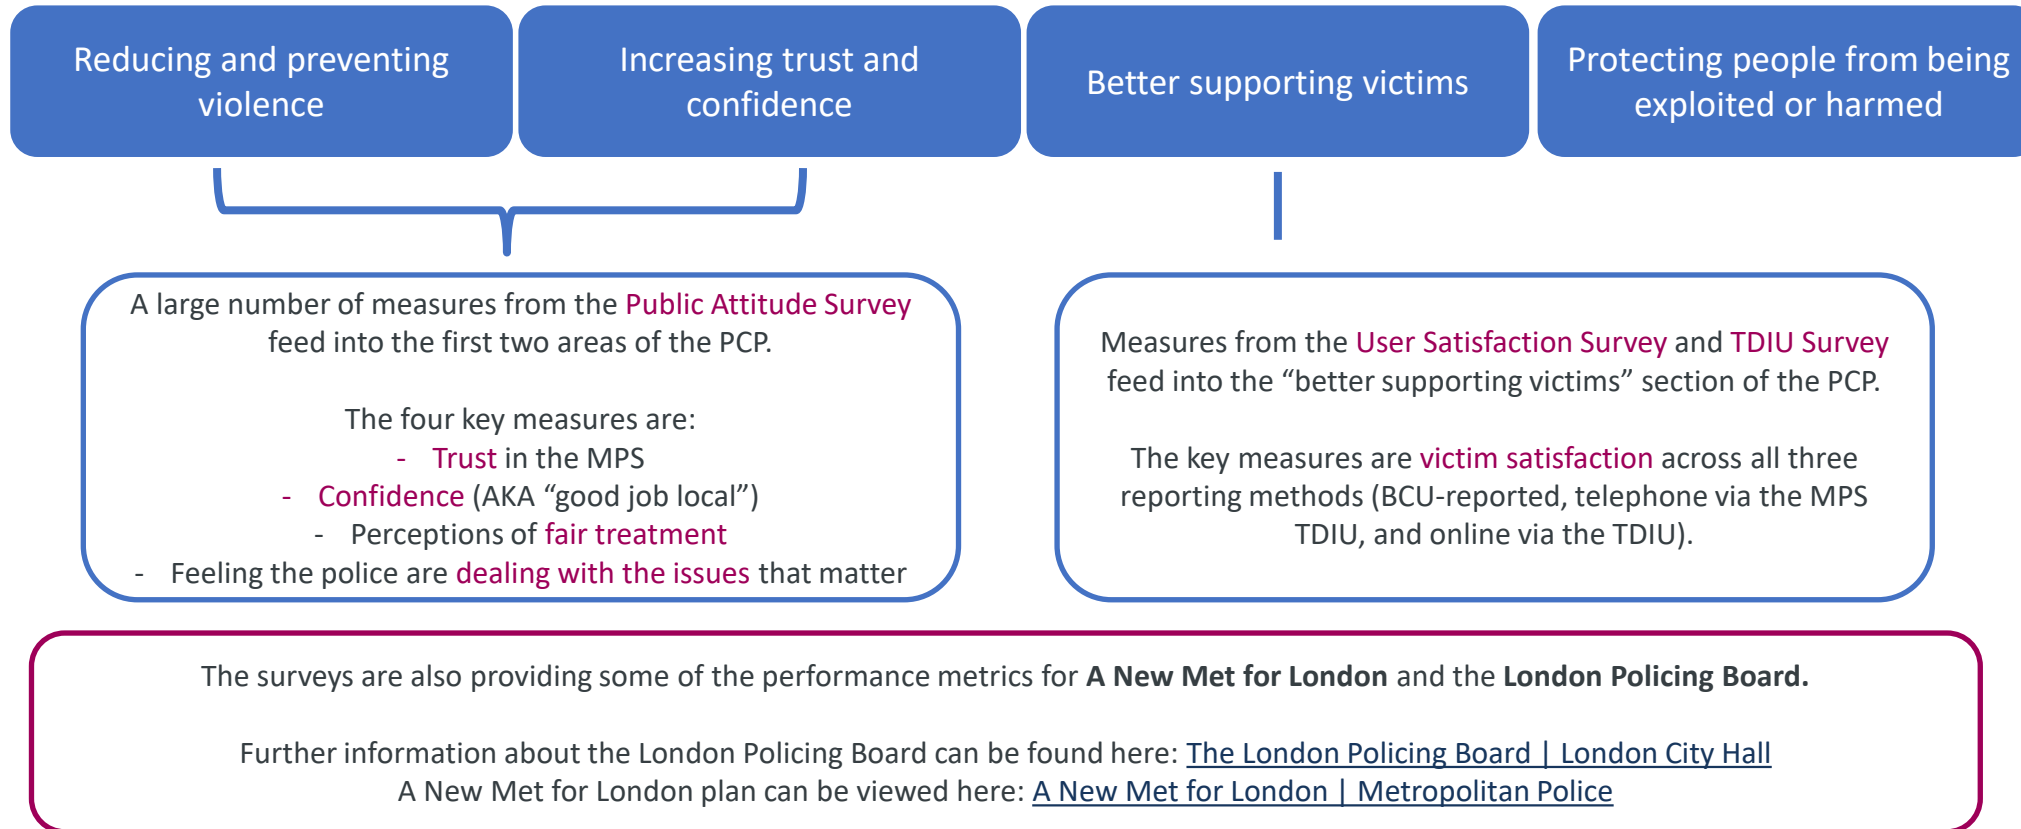 Reducing and preventing
violence
Increasing trust and
confidence
Better supporting victims
Protecting people from being
exploited or harmed
A large number of measures from the Public Attitude Survey
feed into the first two areas of the PCP.
The four key measures are:
- Trust in the MPS
- Confidence (AKA “good job local”)
- Perceptions of fair treatment
- Feeling the police are dealing with the issues that matter
Measures from the User Satisfaction Survey and TDIU Survey
feed into the “better supporting victims” section of the PCP.
The key measures are victim satisfaction across all three
reporting methods (BCU-reported, telephone via the MPS
TDIU, and online via the TDIU).
The surveys are also providing some of the performance metrics for A New Met for London and the London Policing Board.
Further information about the London Policing Board can be found here: The London Policing Board | London City Hall
A New Met for London plan can be viewed here: A New Met for London | Metropolitan Police